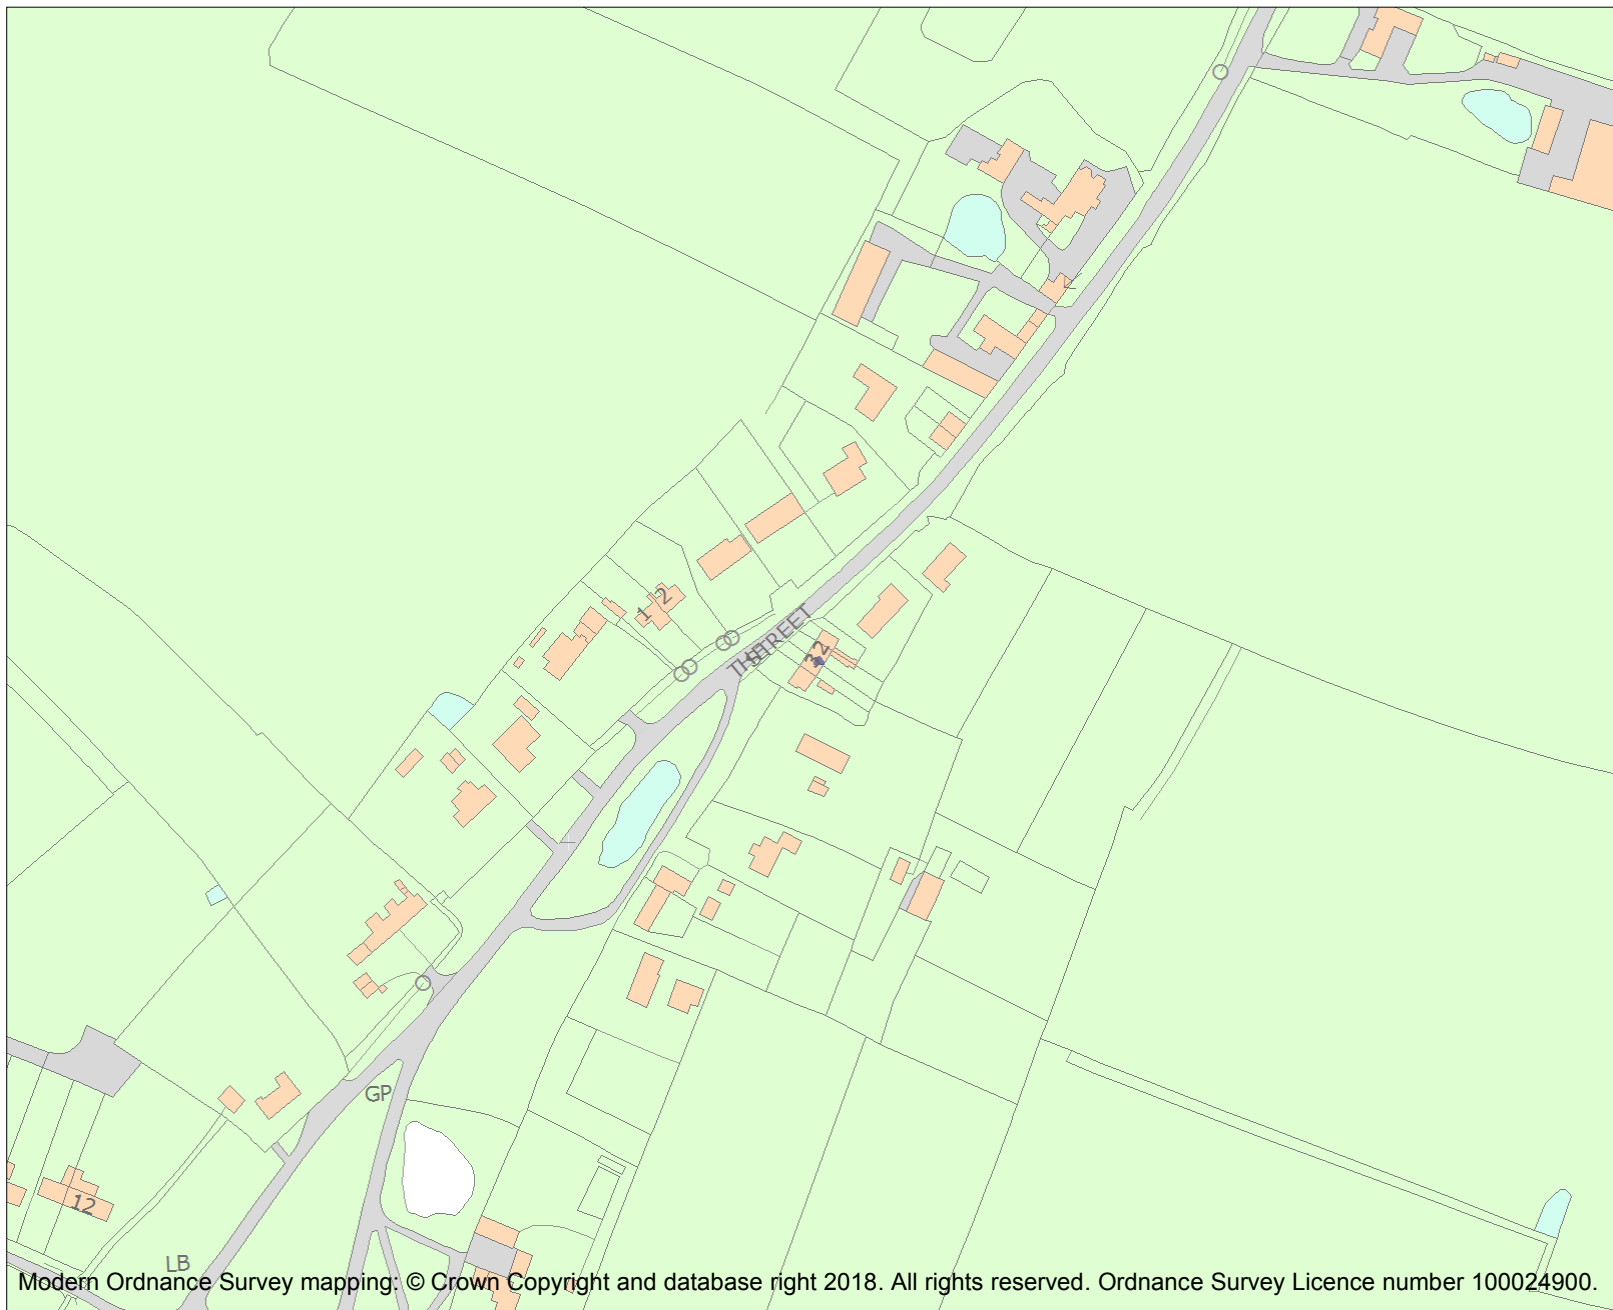 1 2
THE STREET
32
GP
12
LB
Modern Ordnance Survey mapping: © Crown Copyright and database right 2018. All rights reserved. Ordnance Survey Licence number 100024900.